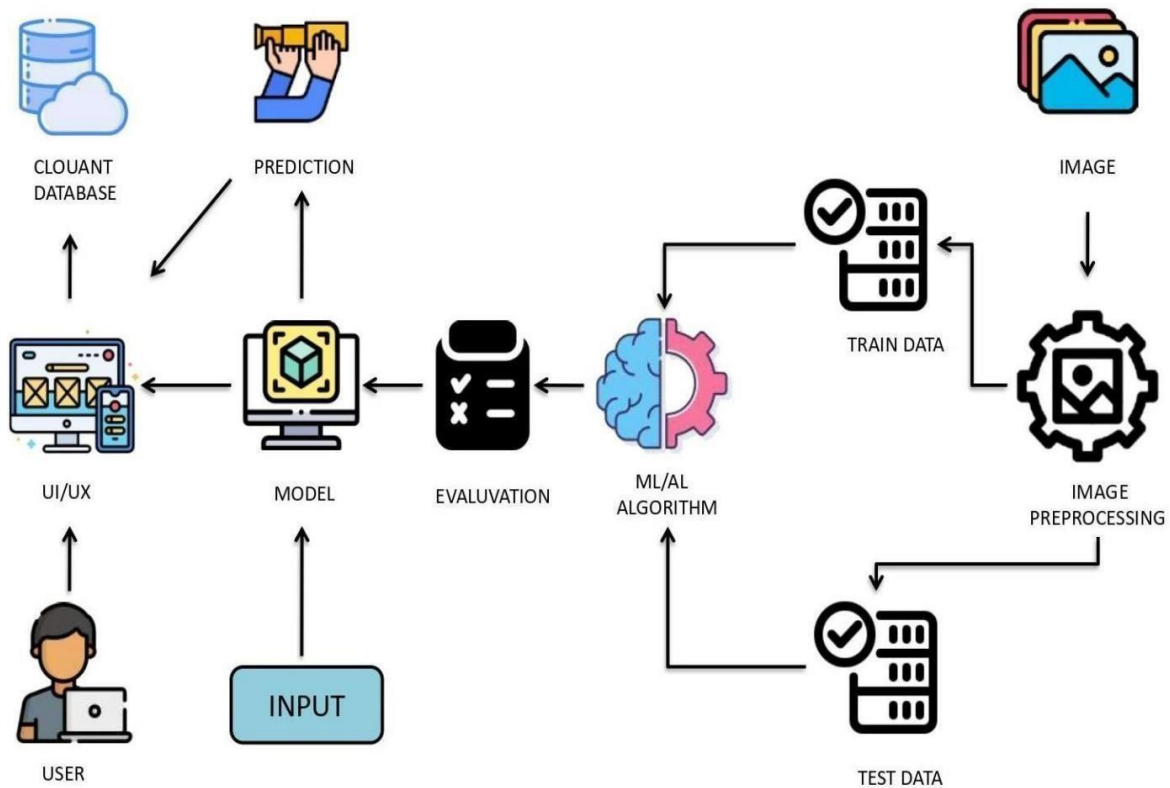 CLOUANT
DATABASE
PREDICTION
IMAGE
TRAIN DATA
UI/UX
MODEL
EVALUVATION
ML/AL
ALGORITHM
IMAGE
PREPROCESSING
INPUT
USER
TEST DATA